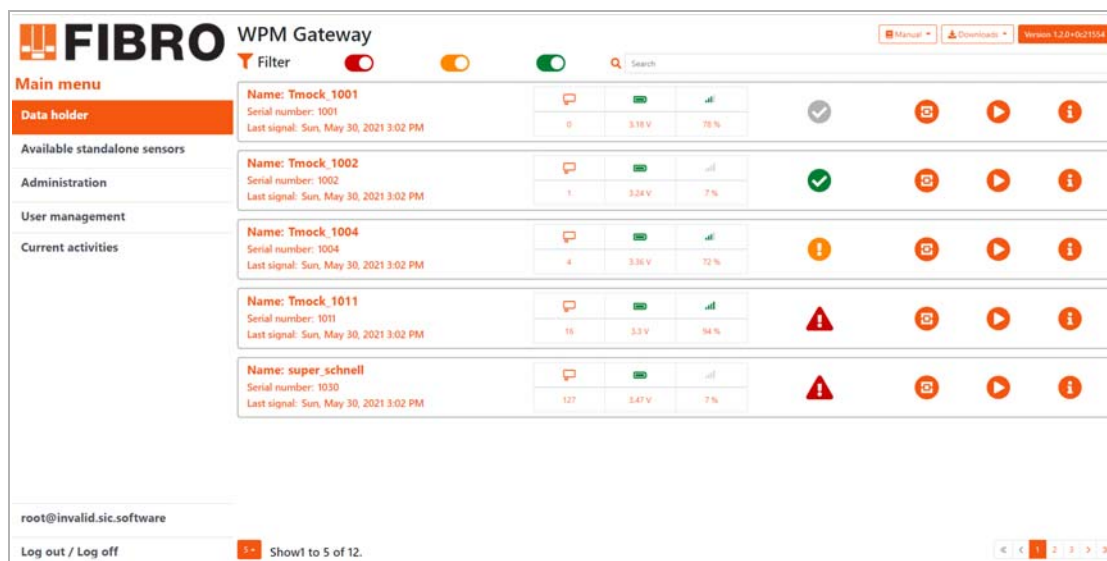 FIBRO
WPM Gateway
Manual
Downloads
Version 1.2.0+0c21554
Filter
Search
Main menu
Data holder
Available standalone sensors
Administration
User management
Current activities
Name: Tmock_1001
Serial number: 1001
Last signal: Sun, May 30, 2021 3:02 PM
0 3.18 V 78 %
Name: Tmock_1002
Serial number: 1002
Last signal: Sun, May 30, 2021 3:02 PM
1 3.24 V 7 %
Name: Tmock_1004
Serial number: 1004
Last signal: Sun, May 30, 2021 3:02 PM
4 3.36 V 72 %
Name: Tmock_1011
Serial number: 1011
Last signal: Sun, May 30, 2021 3:02 PM
16 3.3 V 94 %
Name: super_schnell
Serial number: 1030
Last signal: Sun, May 30, 2021 3:02 PM
127 3.47 V 7 %
root@invalid.sic.software
Log out / Log off
5 Show1 to 5 of 12.
« ‹ 1 2 3 ›